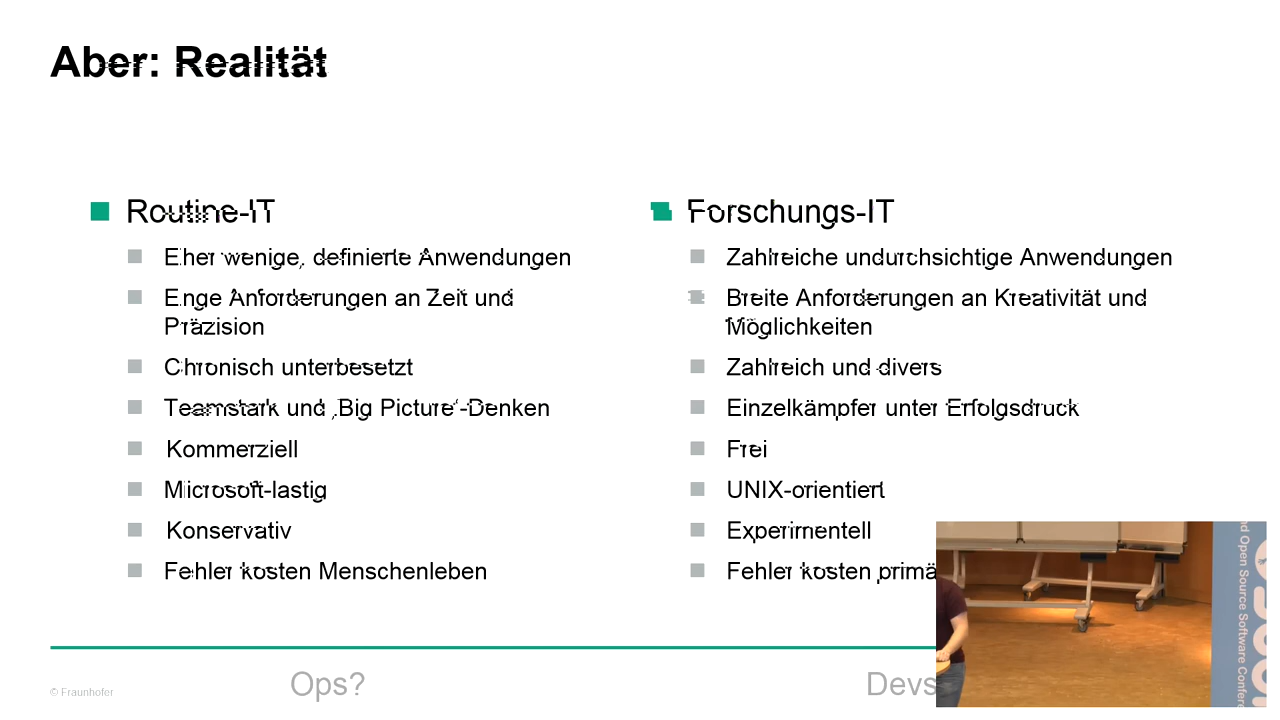 Aber: Realität
Routine-IT
Eher wenige, definierte Anwendungen
Enge Anforderungen an Zeit und
Präzision
Chronisch unterbesetzt
Teamstark und ‚Big Picture‘-Denken
Kommerziell
Microsoft-lastig
Konservativ
Fehler kosten Menschenleben
Forschungs-IT
Zahlreiche undurchsichtige Anwendungen
Breite Anforderungen an Kreativität und
Möglichkeiten
Zahlreich und divers
Einzelkämpfer unter Erfolgsdruck
Frei
UNIX-orientiert
Experimentell
Fehler kosten primä
Ops?
Devs
© Fraunhofer
nd Open Source Software Confere